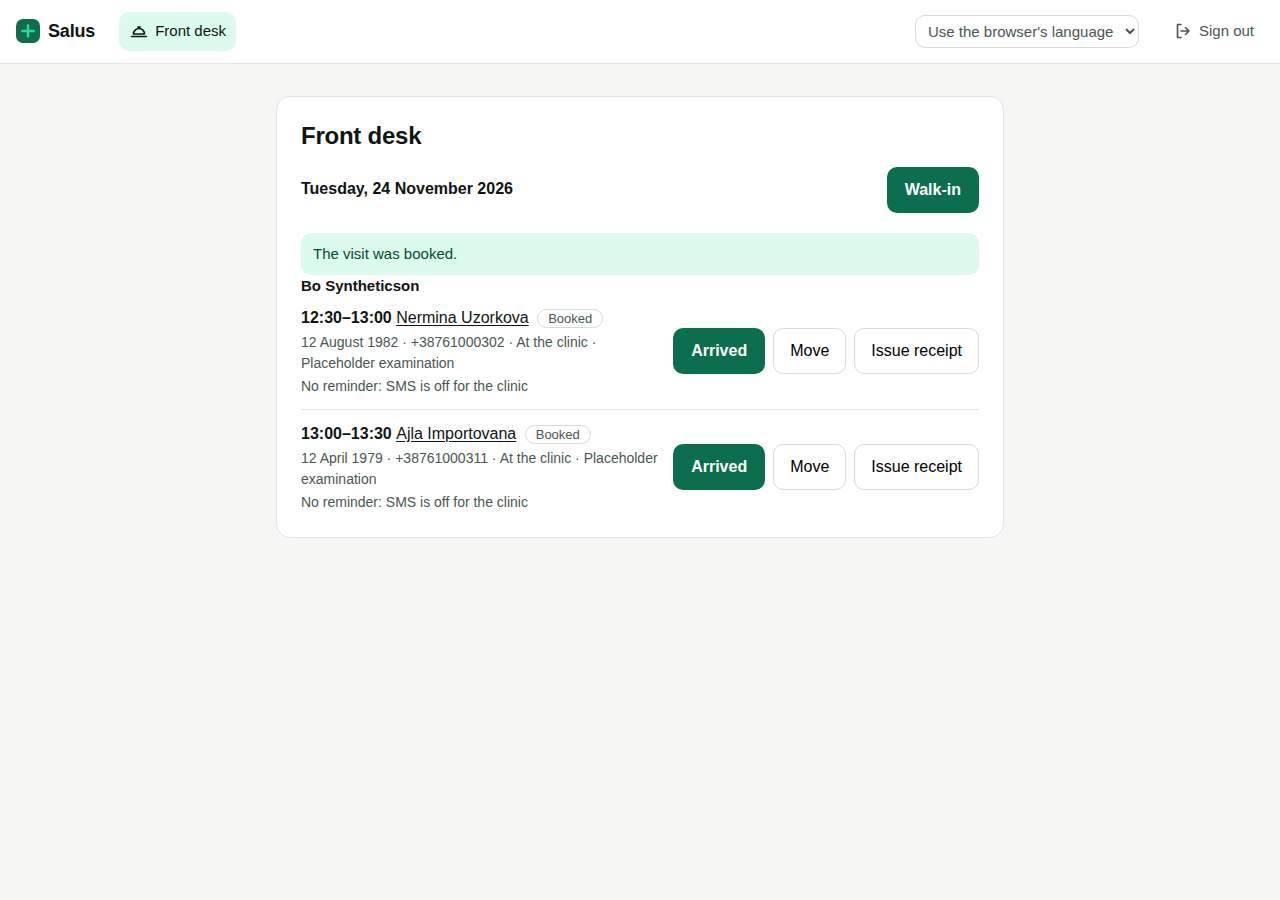 Salus
Front desk
Use the browser's language
Sign out
Front desk
Tuesday, 24 November 2026
Walk-in
The visit was booked.
Bo Syntheticson
12:30–13:00 Nermina Uzorkova Booked
12 August 1982 · +38761000302 · At the clinic ·
Placeholder examination
No reminder: SMS is off for the clinic
Arrived
Move
Issue receipt
13:00–13:30 Ajla Importovana Booked
12 April 1979 · +38761000311 · At the clinic · Placeholder
examination
No reminder: SMS is off for the clinic
Arrived
Move
Issue receipt